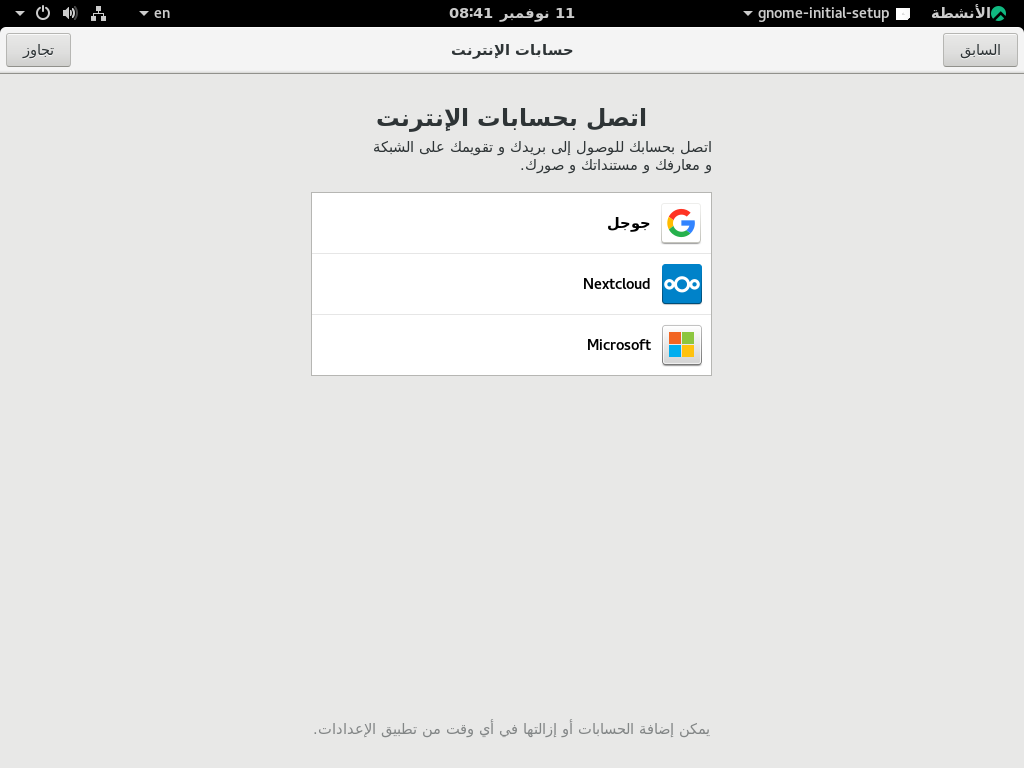 الأنشطة
gnome-initial-setup
11 نوفمبر 08:41
en
السابق
حسابات الإنترنت
تجاوز
اتصل بحسابات الإنترنت
اتصل بحسابك للوصول إلى بريدك و تقويمك على الشبكة
و معارفك و مستنداتك و صورك.
جوجل
Nextcloud
Microsoft
يمكن إضافة الحسابات أو إزالتها في أي وقت من تطبيق الإعدادات.